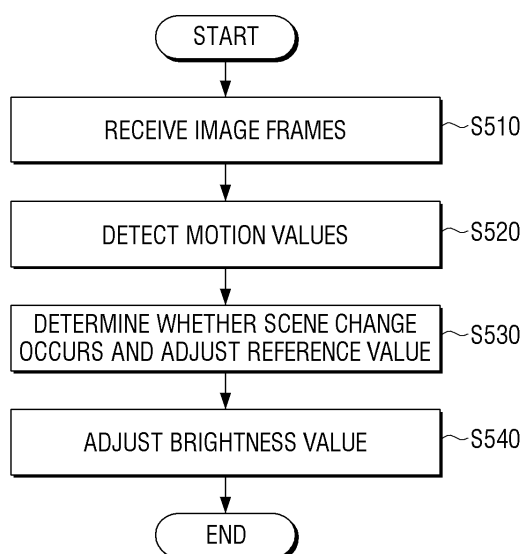 START
RECEIVE IMAGE FRAMES
S510
DETECT MOTION VALUES
S520
DETERMINE WHETHER SCENE CHANGE
OCCURS AND ADJUST REFERENCE VALUE
S530
ADJUST BRIGHTNESS VALUE
S540
END